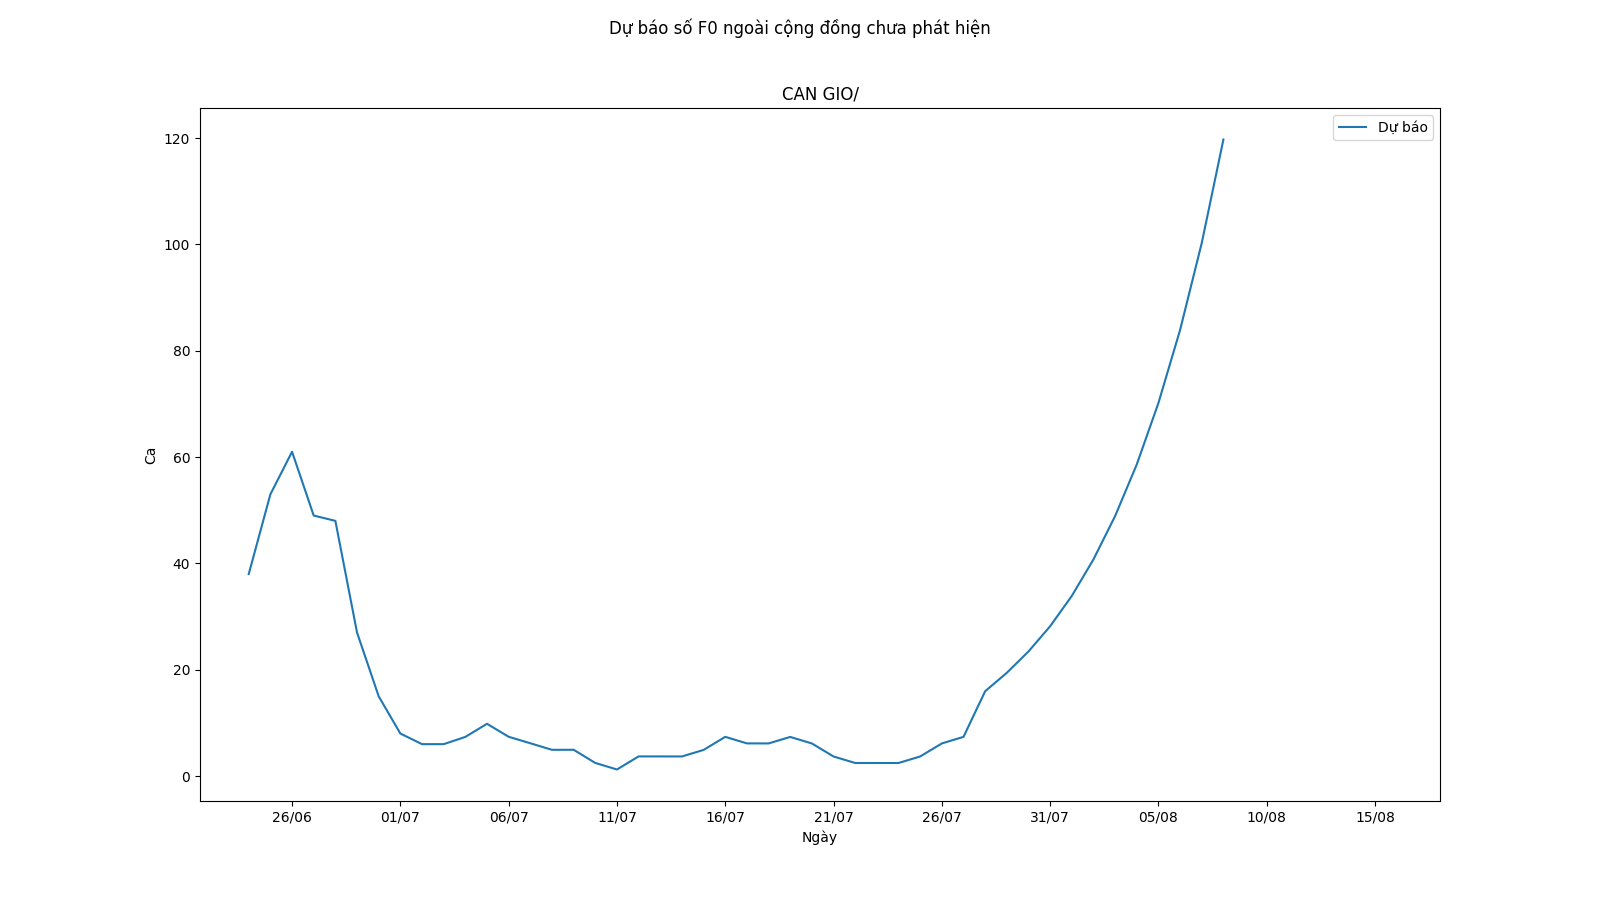 Dự báo số F0 ngoài cộng đồng chưa phát hiện
CAN GIO/
Dự báo
120
100
80
60
40
20
0
Ca
26/06 01/07 06/07 11/07 16/07 21/07 26/07 31/07 05/08 10/08 15/08
Ngày